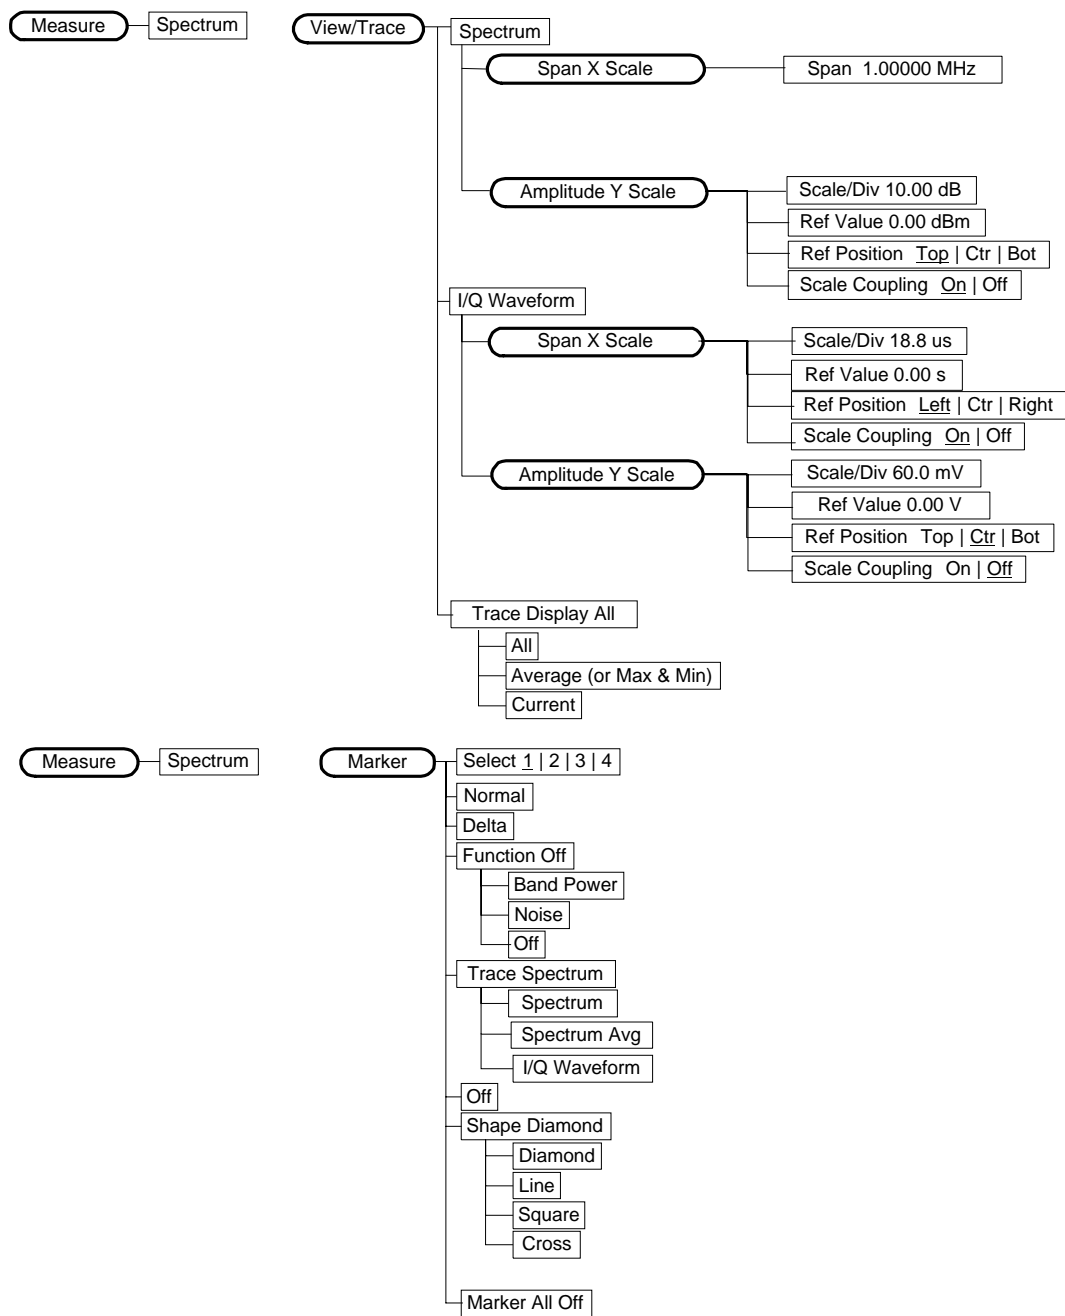 Measure
Spectrum
View/Trace
Spectrum
Span X Scale
Span 1.00000 MHz
Amplitude Y Scale
Scale/Div 10.00 dB
Ref Value 0.00 dBm
Ref Position Top | Ctr | Bot
Scale Coupling On | Off
I/Q Waveform
Span X Scale
Scale/Div 18.8 us
Ref Value 0.00 s
Ref Position Left | Ctr | Right
Scale Coupling On | Off
Amplitude Y Scale
Scale/Div 60.0 mV
Ref Value 0.00 V
Ref Position Top | Ctr | Bot
Scale Coupling On | Off
Trace Display All
All
Average (or Max & Min)
Current
Measure
Spectrum
Marker
Select 1 | 2 | 3 | 4
Normal
Delta
Function Off
Band Power
Noise
Off
Trace Spectrum
Spectrum
Spectrum Avg
I/Q Waveform
Off
Shape Diamond
Diamond
Line
Square
Cross
Marker All Off